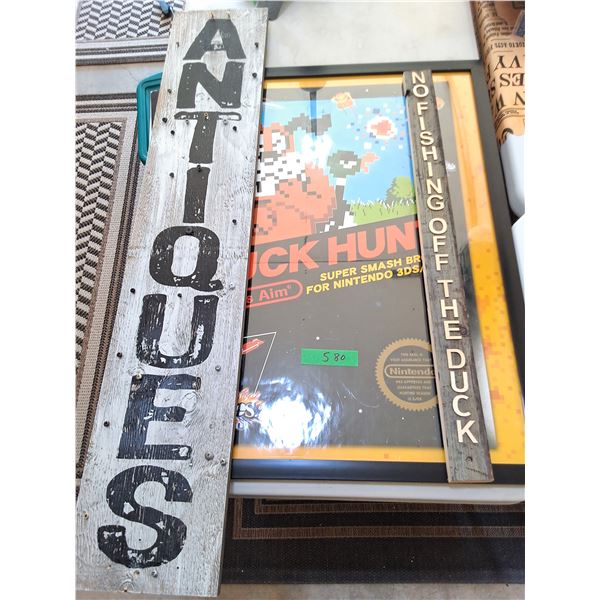 ANTIQUES
NO FISHING OFF THE DUCK
UCK HUNT
SUPER SMASH BR
FOR NINTENDO 3DS/
s Aim
580
Nintendo